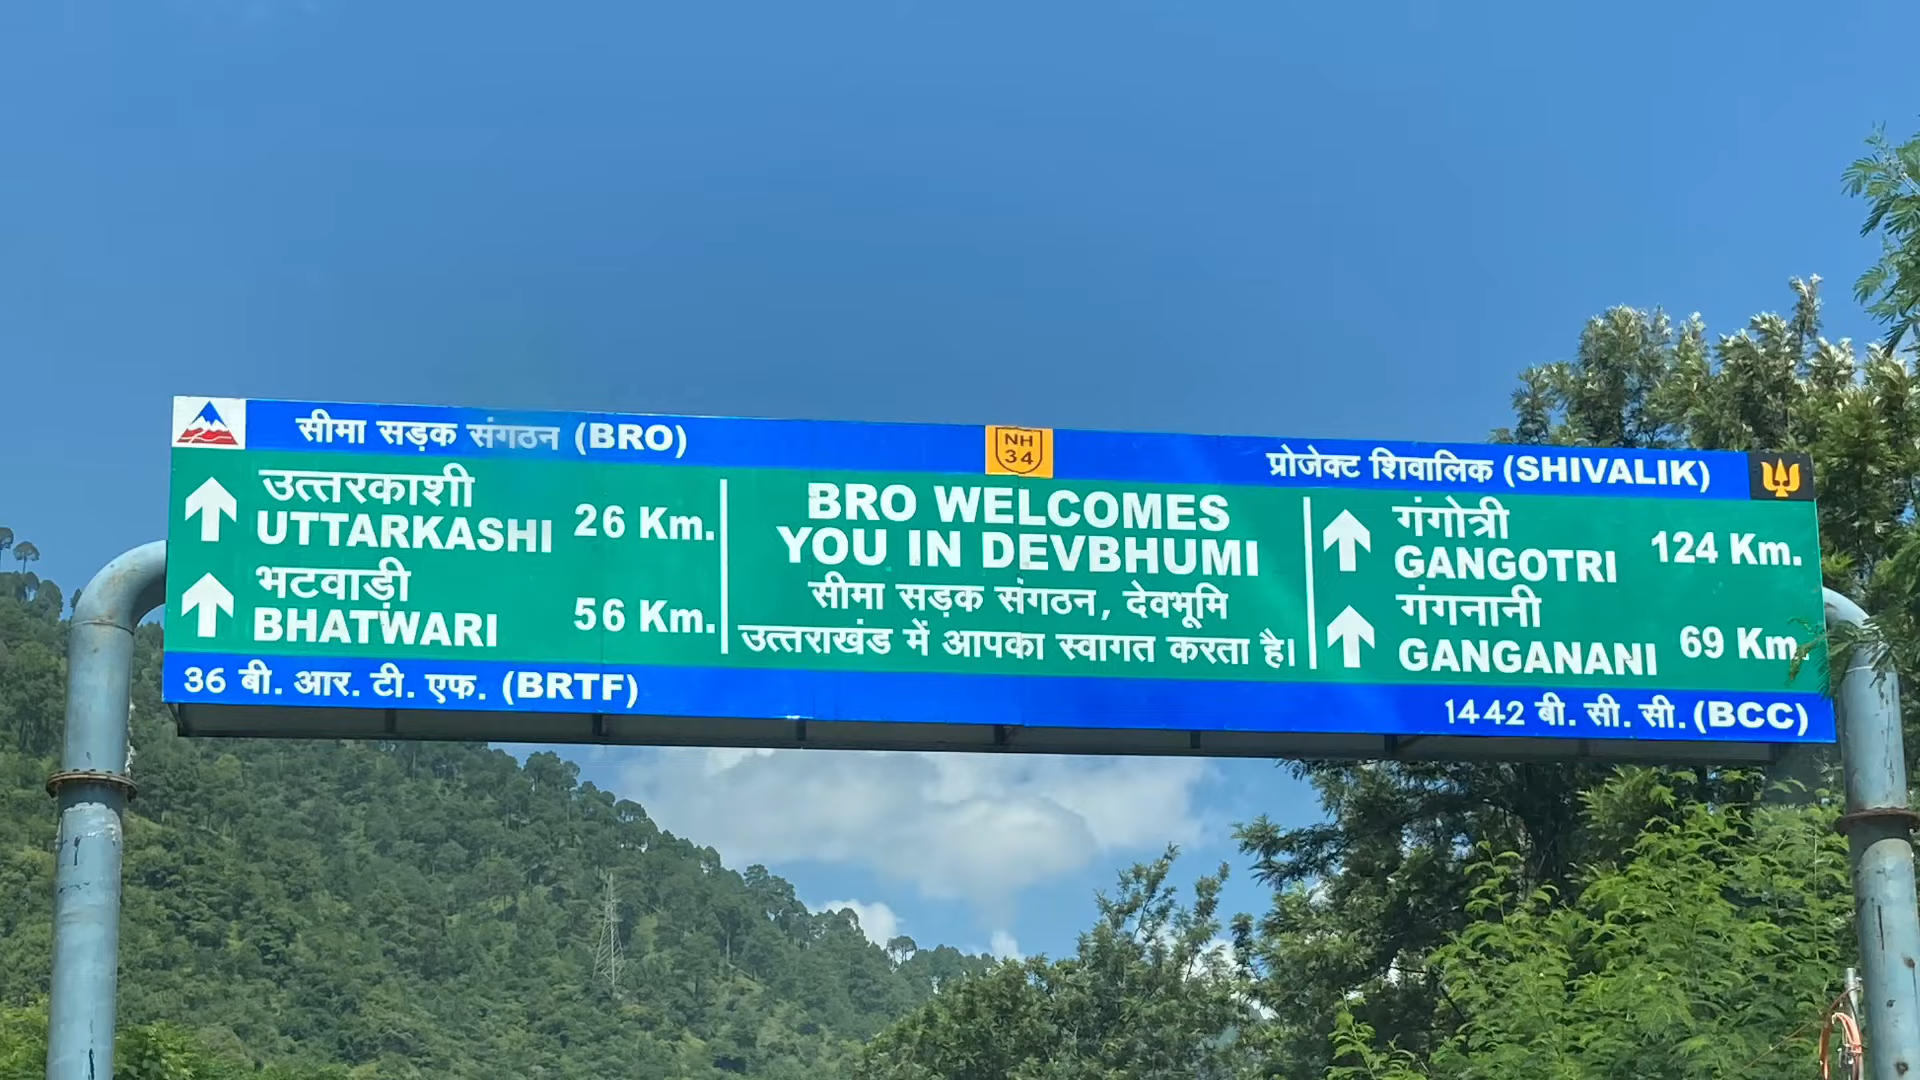 सीमा सड़क संगठन (BRO)
NH
34
प्रोजेक्ट शिवालिक (SHIVALIK)
उत्तरकाशी
UTTARKASHI 26 Km.
भटवाड़ी
BHATWARI 56 Km.
BRO WELCOMES
YOU IN DEVBHUMI
सीमा सड़क संगठन, देवभूमि
उत्तराखंड में आपका स्वागत करता है।
गंगोत्री
GANGOTRI 124 Km.
गंगनानी
GANGANANI 69 Km.
36 बी. आर. टी. एफ. (BRTF)
1442 बी. सी. सी. (BCC)